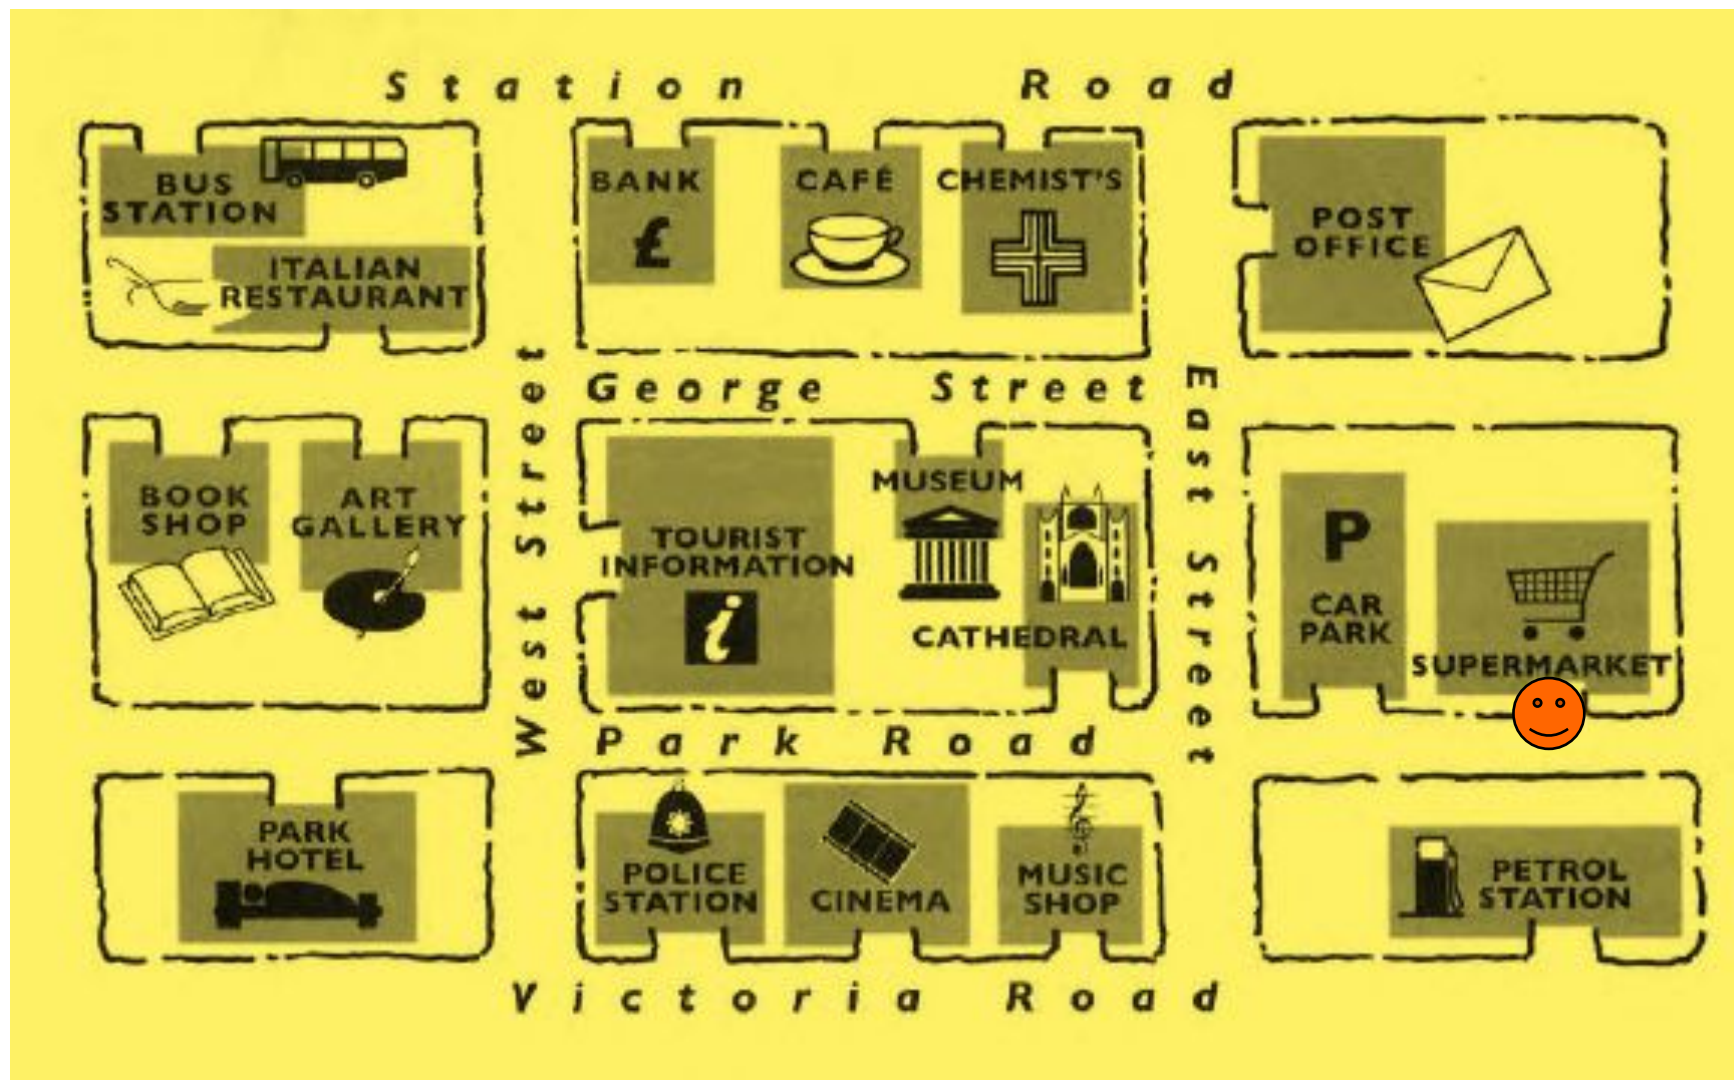 Station Road
BUS
STATION
ITALIAN
RESTAURANT
BANK
£
CAFÉ
CHEMIST'S
POST
OFFICE
West Street
George Street
East Street
BOOK
SHOP
ART
GALLERY
TOURIST
INFORMATION
i
MUSEUM
CATHEDRAL
P
CAR
PARK
SUPERMARKET
Park Road
PARK
HOTEL
POLICE
STATION
CINEMA
MUSIC
SHOP
PETROL
STATION
Victoria Road